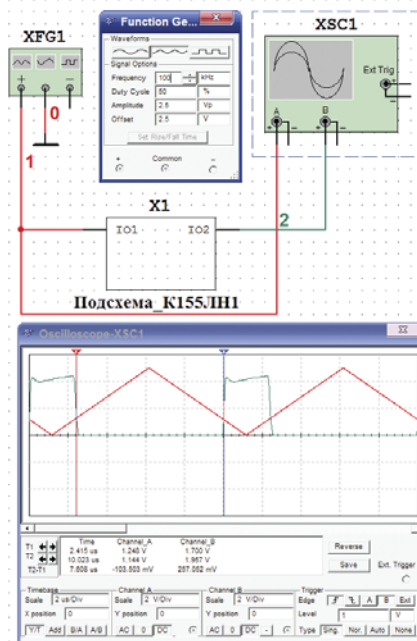 XFG1
0
1
Function Ge...
X
Waveforms
Signal Options
Frequency 100 kHz
Duty Cycle 50 %
Amplitude 2.5 Vp
Offset 2.5 V
Set Rise/Fall Time
+ Common -
XSC1
Ext Trig
A B
X1
IO1 IO2
2
Подсхема_К155ЛН1
Oscilloscope-XSC1
Time Channel_A Channel_B
T1 2.415 us 1.248 V 1.700 V
T2 10.023 us 1.144 V 1.957 V
T2-T1 7.608 us -103.503 mV 257.082 mV
Reverse
Save
Ext. Trigger
Timebase Channel_A Channel_B Trigger
Scale 2 us/Div Scale 2 V/Div Scale 2 V/Div Edge A B Ext
X position 0 Y position 0 Y position 0 Level 1 V
Y/T Add B/A A/B AC 0 DC AC 0 DC - Type Sing. Nor. Auto None